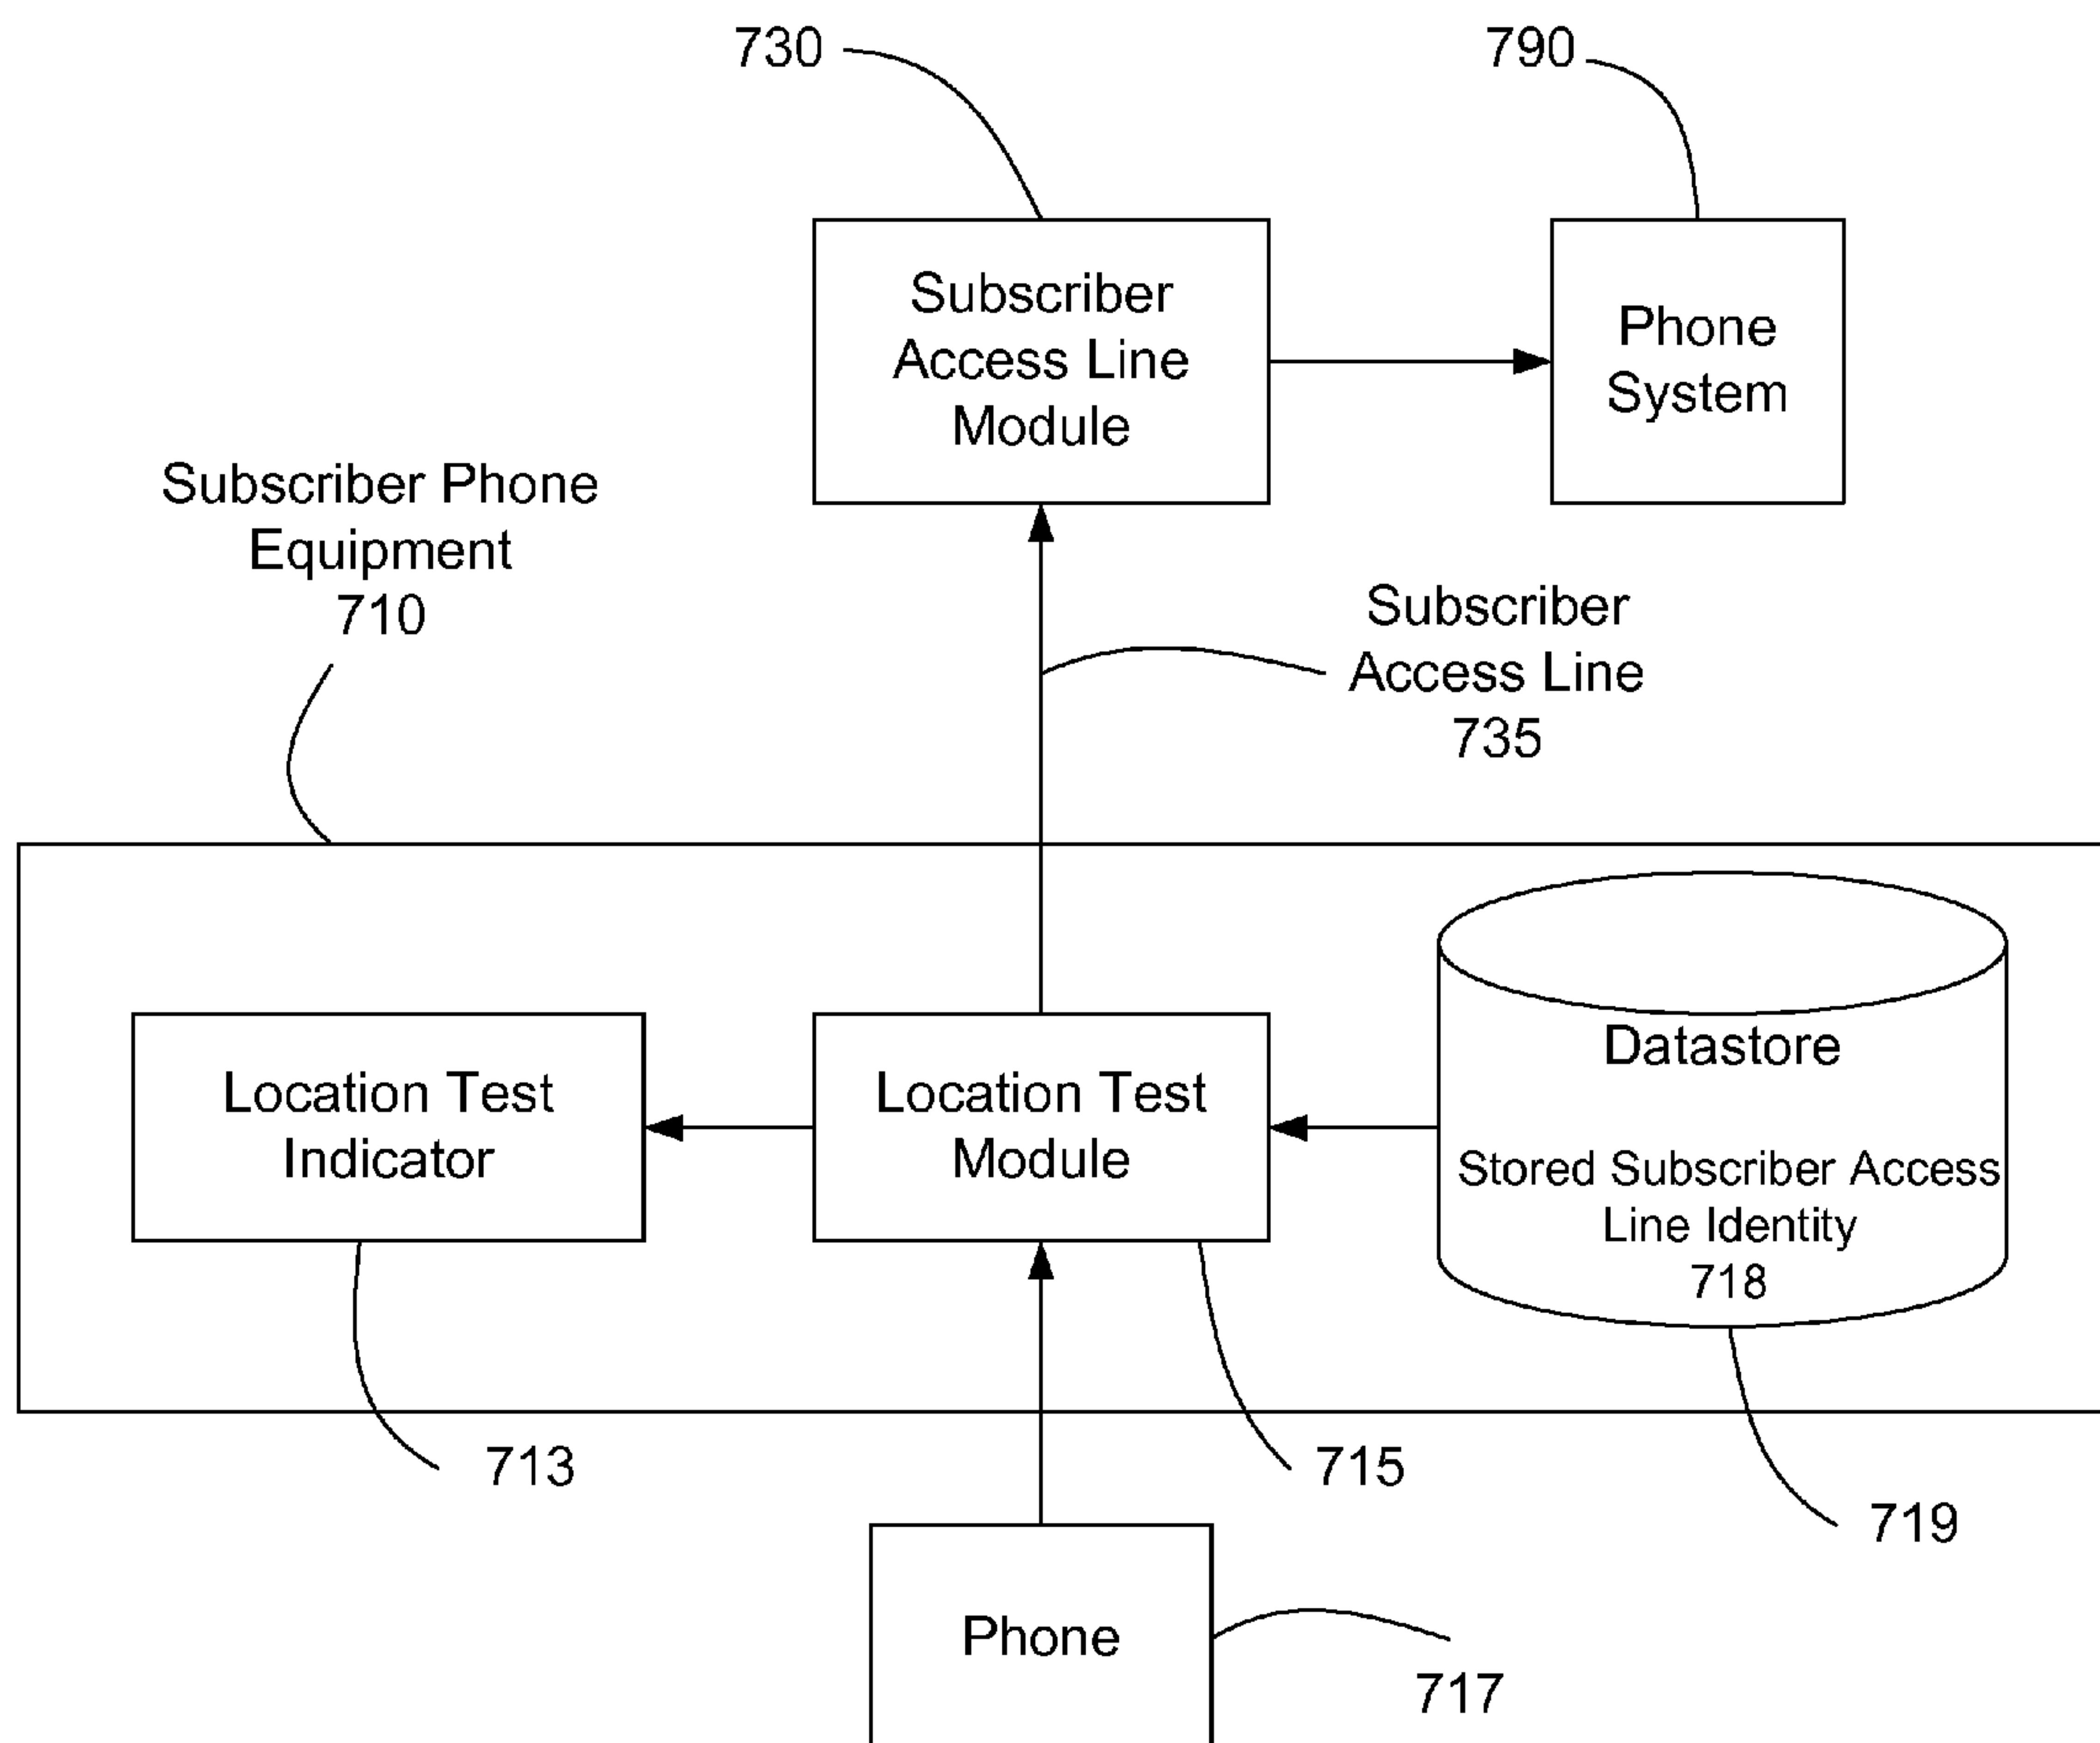 730
790
Subscriber
Access Line
Module
Phone
System
Subscriber Phone
Equipment
710
Subscriber
Access Line
735
Location Test
Indicator
Location Test
Module
Datastore
Stored Subscriber Access
Line Identity
718
713
715
719
Phone
717